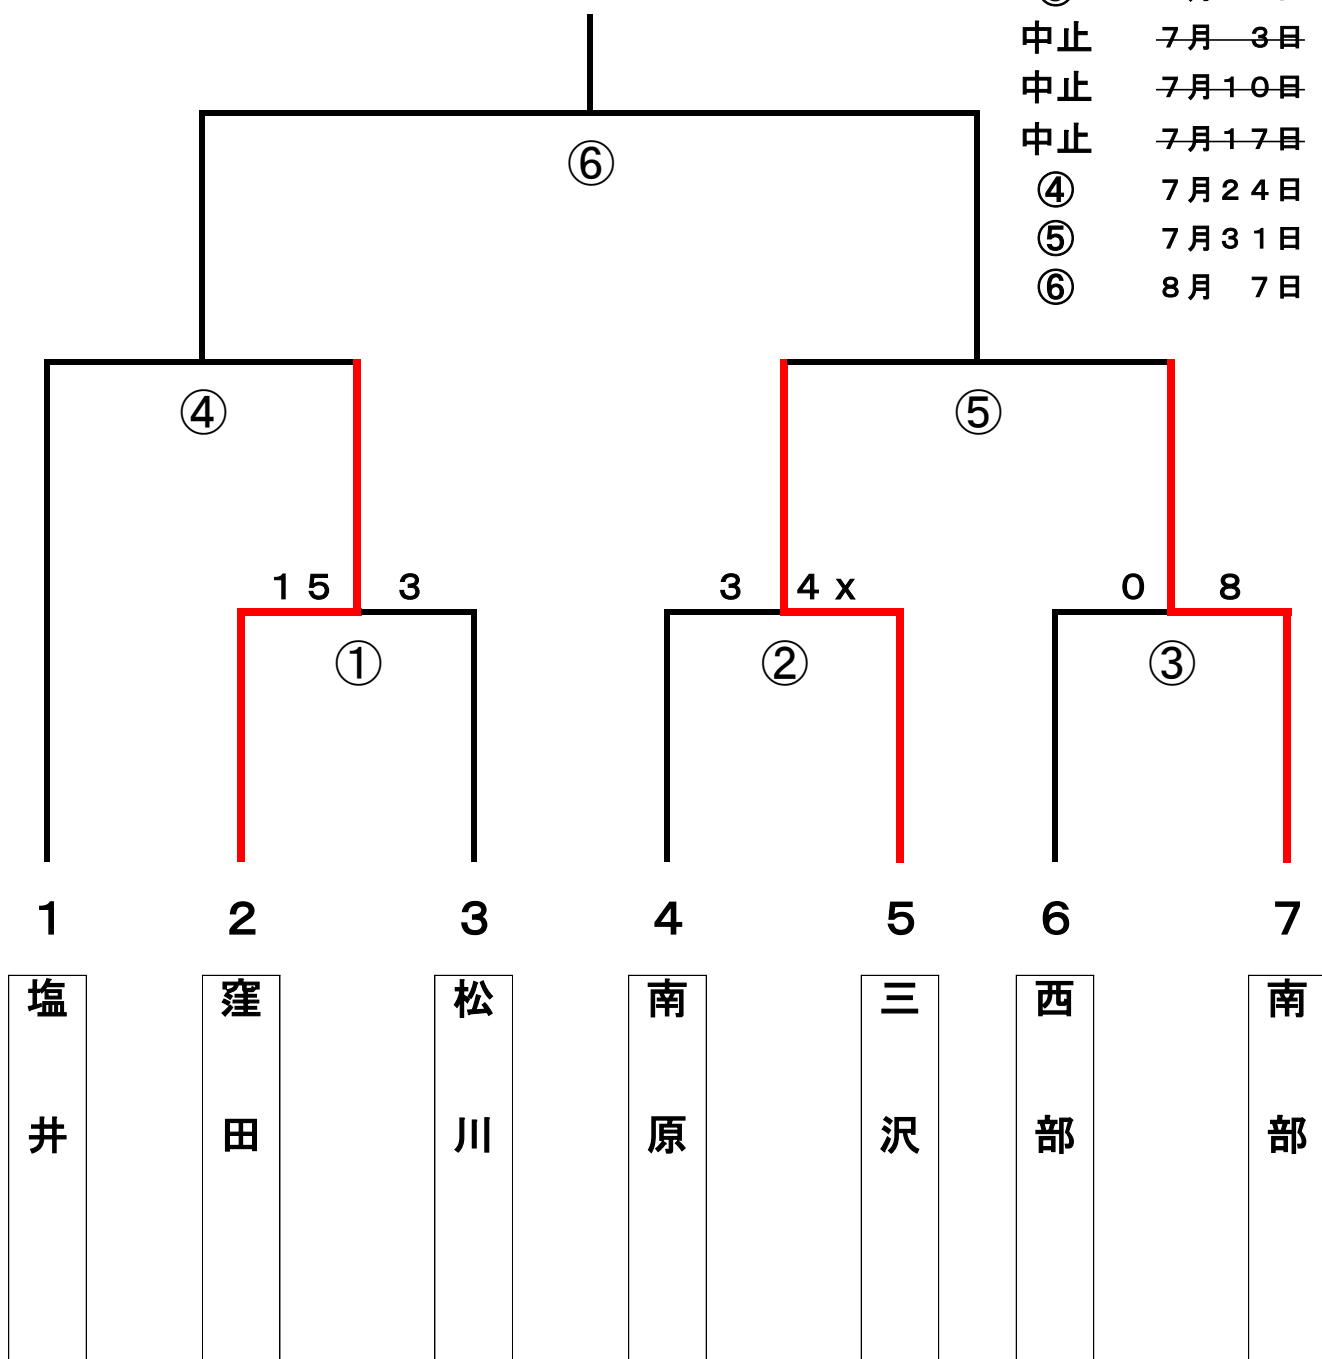 中止 7月 3日
中止 7月10日
中止 7月17日
⑥
④ 7月24日
⑤ 7月31日
⑥ 8月 7日
④ ⑤
15 3 3 4x 0 8
① ② ③
1 2 3 4 5 6 7
塩井 窪田 松川 南原 三沢 西部 南部